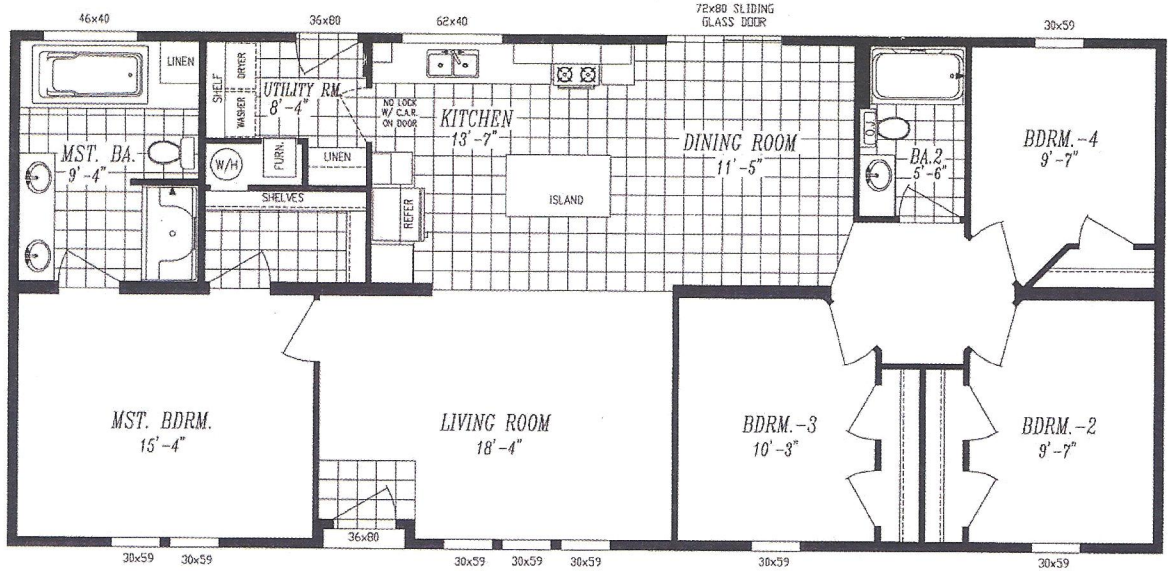 46x40
36x80
62x40
72x80 SLIDING
GLASS DOOR
30x59
LINEN
SHELF
WASHER DRYER
UTILITY RM.
8'-4"
NO LOCK
W/ C.A.R.
ON DOOR
KITCHEN
13'-7"
DINING ROOM
11'-5"
O.J.
BA.2
5'-6"
BDRM.-4
9'-7"
MST. BA.
9'-4"
W/H
FURN.
LINEN
SHELVES
REFER
ISLAND
MST. BDRM.
15'-4"
LIVING ROOM
18'-4"
BDRM.-3
10'-3"
BDRM.-2
9'-7"
36x80
30x59
30x59
30x59
30x59
30x59
30x59
30x59